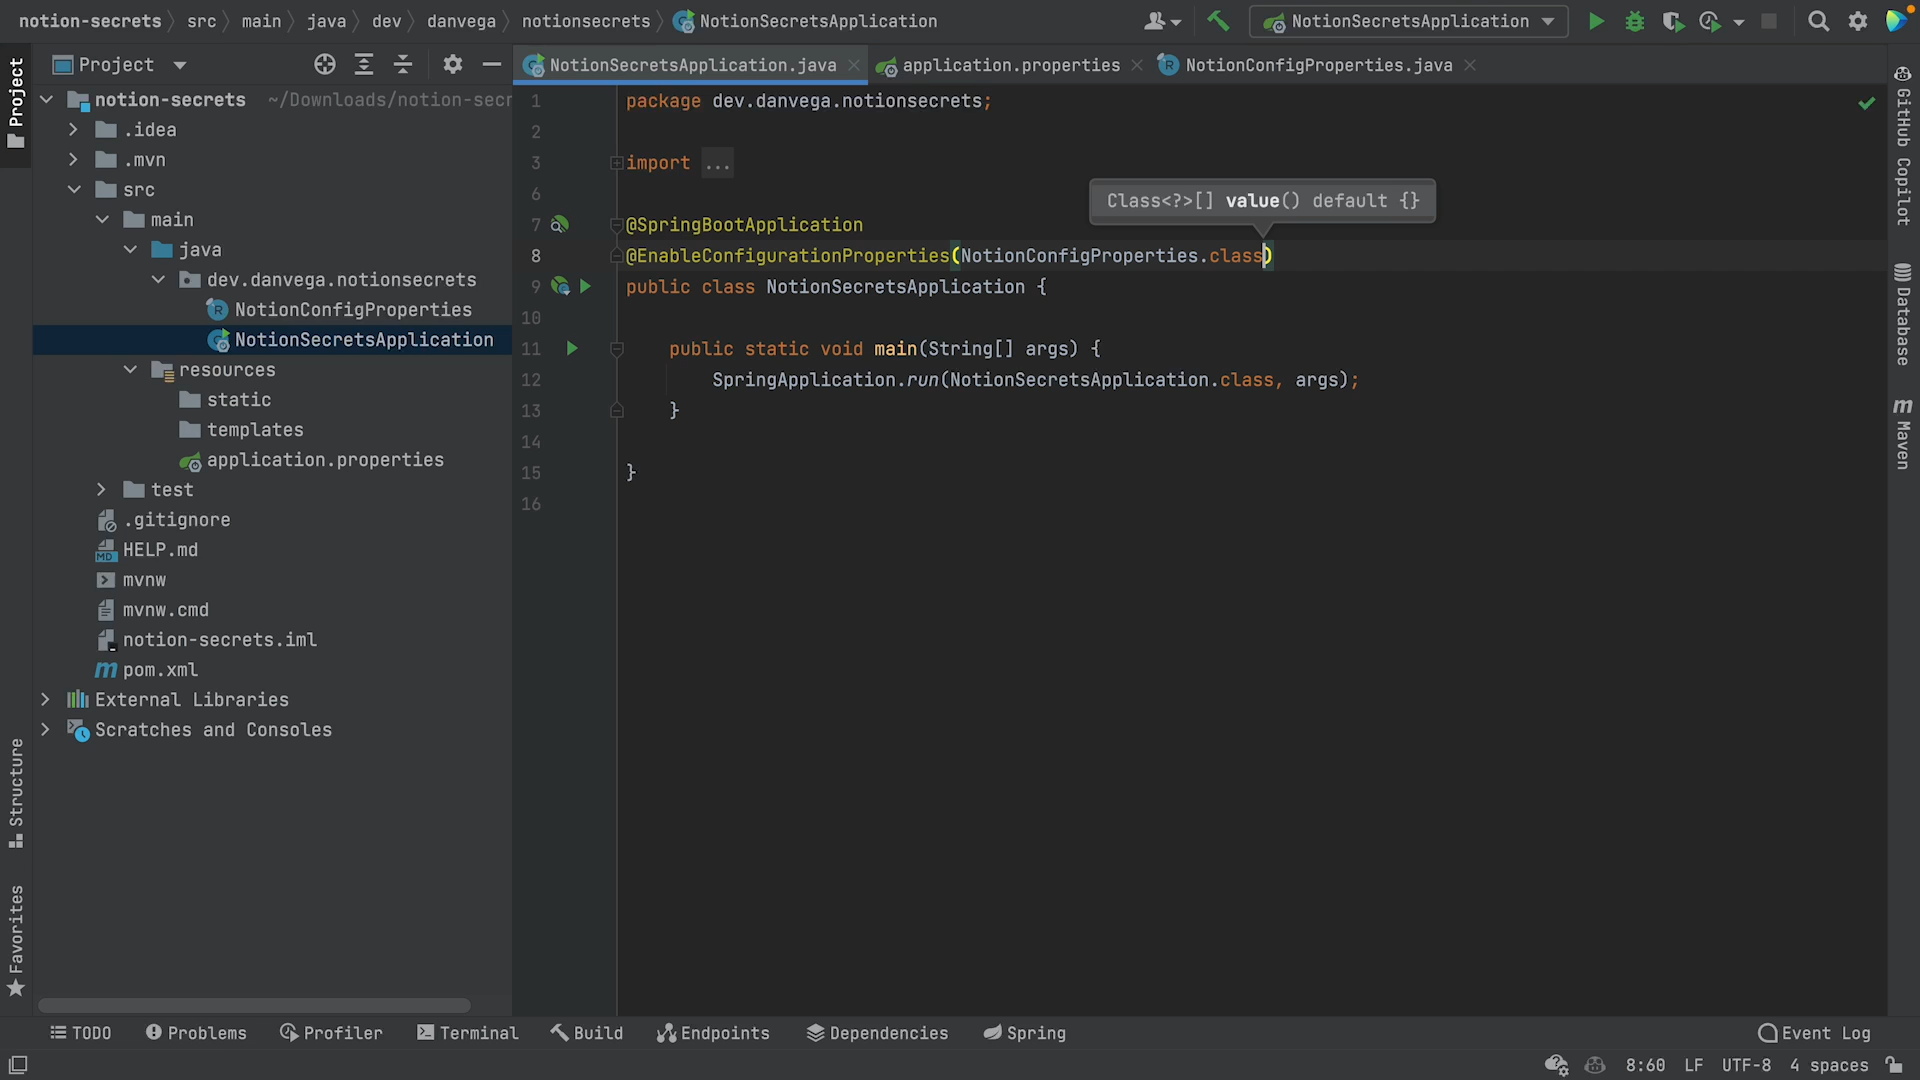 notion-secrets src main java dev danvega notionsecrets NotionSecretsApplication NotionSecretsApplication
Project
NotionSecretsApplication.java application.properties NotionConfigProperties.java
Project
notion-secrets ~/Downloads/notion-secr
.idea
.mvn
src
main
java
dev.danvega.notionsecrets
NotionConfigProperties
NotionSecretsApplication
resources
static
templates
application.properties
test
.gitignore
HELP.md
mvnw
mvnw.cmd
notion-secrets.iml
pom.xml
External Libraries
Scratches and Consoles
Structure
Favorites
1 package dev.danvega.notionsecrets;
2
3 import ...
6
Class<?>[] value() default {}
7 @SpringBootApplication
8 @EnableConfigurationProperties(NotionConfigProperties.class)
9 public class NotionSecretsApplication {
10
11 public static void main(String[] args) {
12 SpringApplication.run(NotionSecretsApplication.class, args);
13 }
14
15 }
16
GitHub Copilot
Database
Maven
TODO Problems Profiler Terminal Build Endpoints Dependencies Spring Event Log
8:60 LF UTF-8 4 spaces